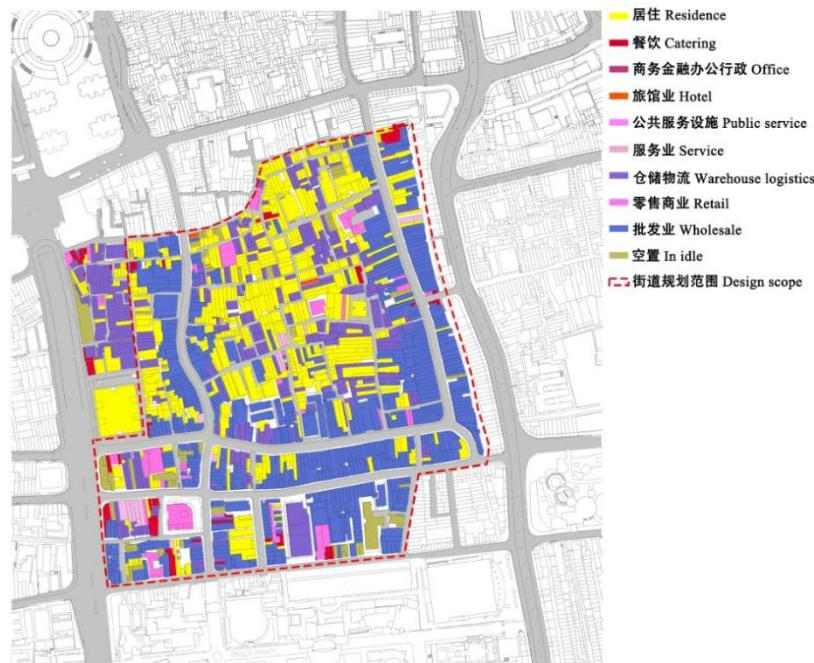 居住 Residence
餐饮 Catering
商务金融办公行政 Office
旅馆业 Hotel
公共服务设施 Public service
服务业 Service
仓储物流 Warehouse logistics
零售商业 Retail
批发业 Wholesale
空置 In idle
街道规划范围 Design scope